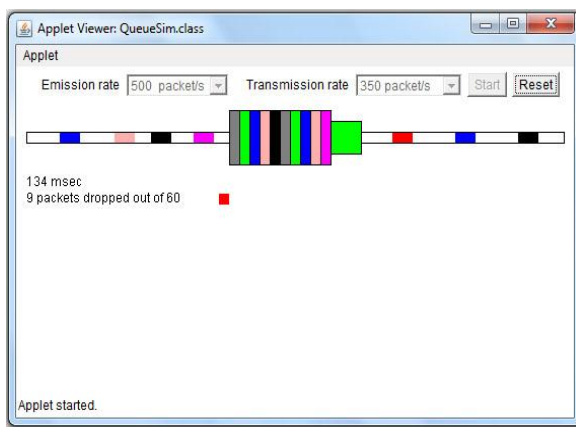 Applet Viewer: QueueSim.class
Applet
Emission rate 500 packet/s Transmission rate 350 packet/s Start Reset
134 msec
9 packets dropped out of 60
Applet started.